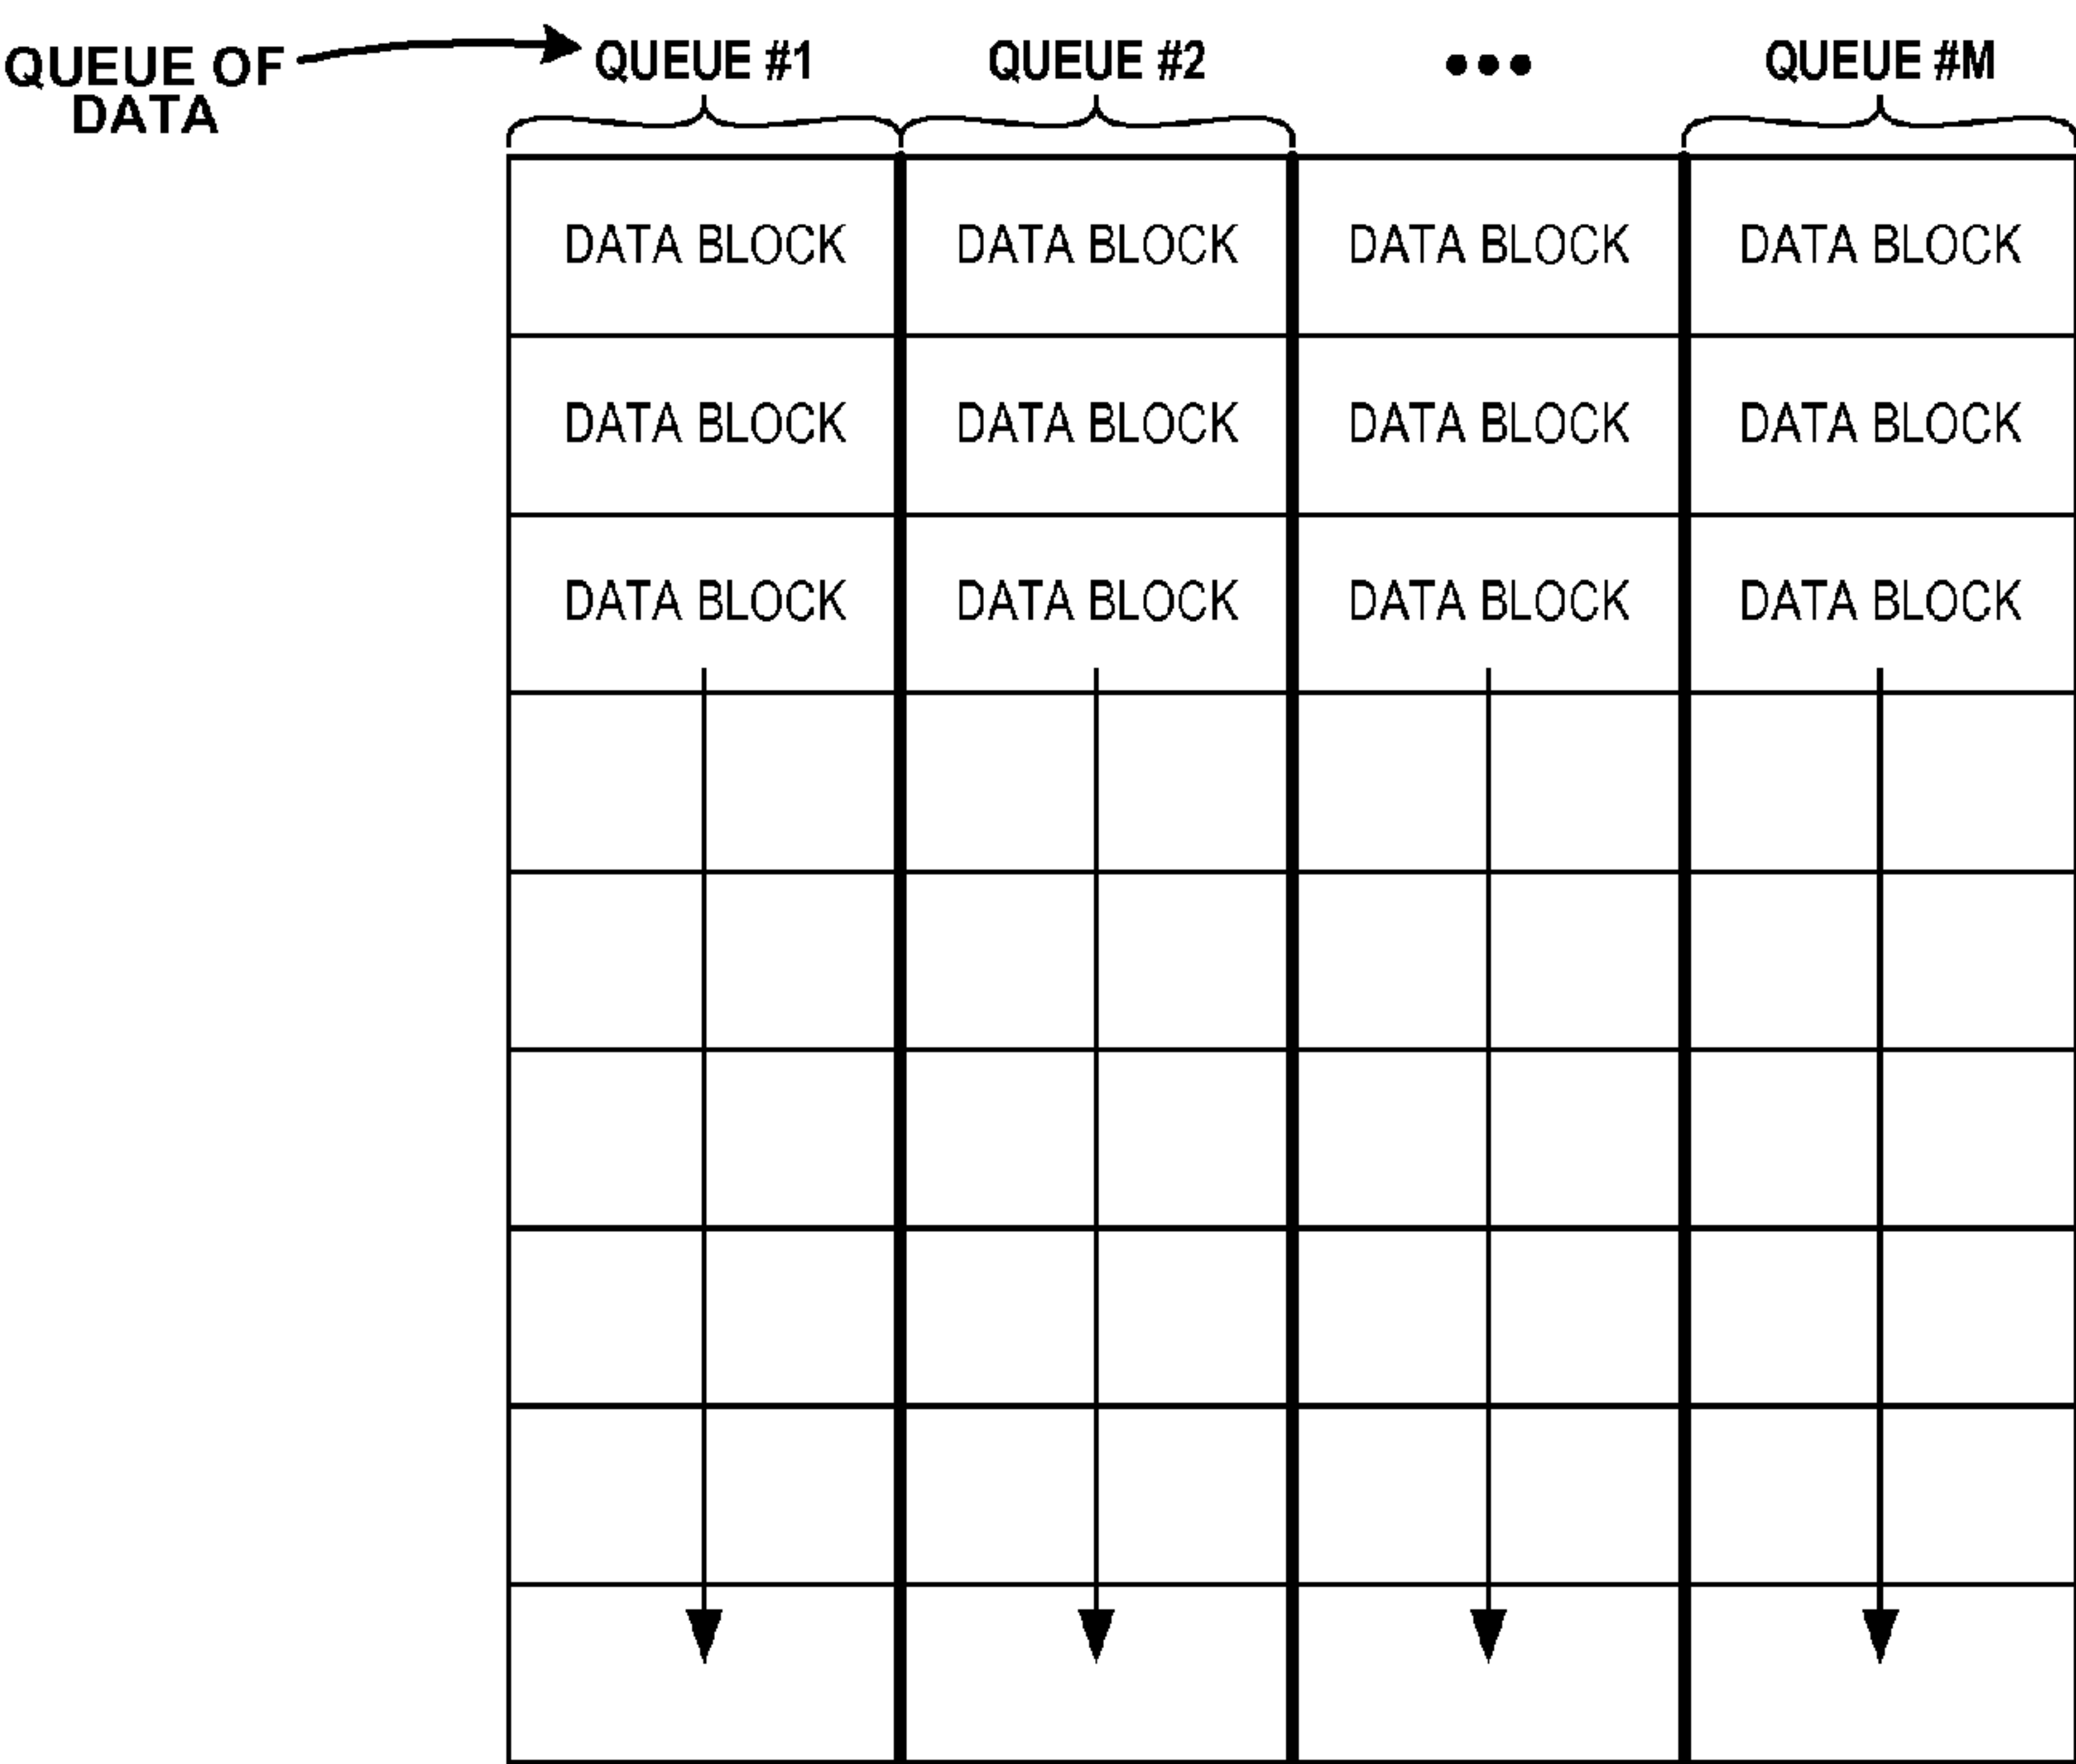 QUEUE OF
DATA
QUEUE #1 QUEUE #2 ••• QUEUE #M
DATA BLOCK DATA BLOCK DATA BLOCK DATA BLOCK
DATA BLOCK DATA BLOCK DATA BLOCK DATA BLOCK
DATA BLOCK DATA BLOCK DATA BLOCK DATA BLOCK